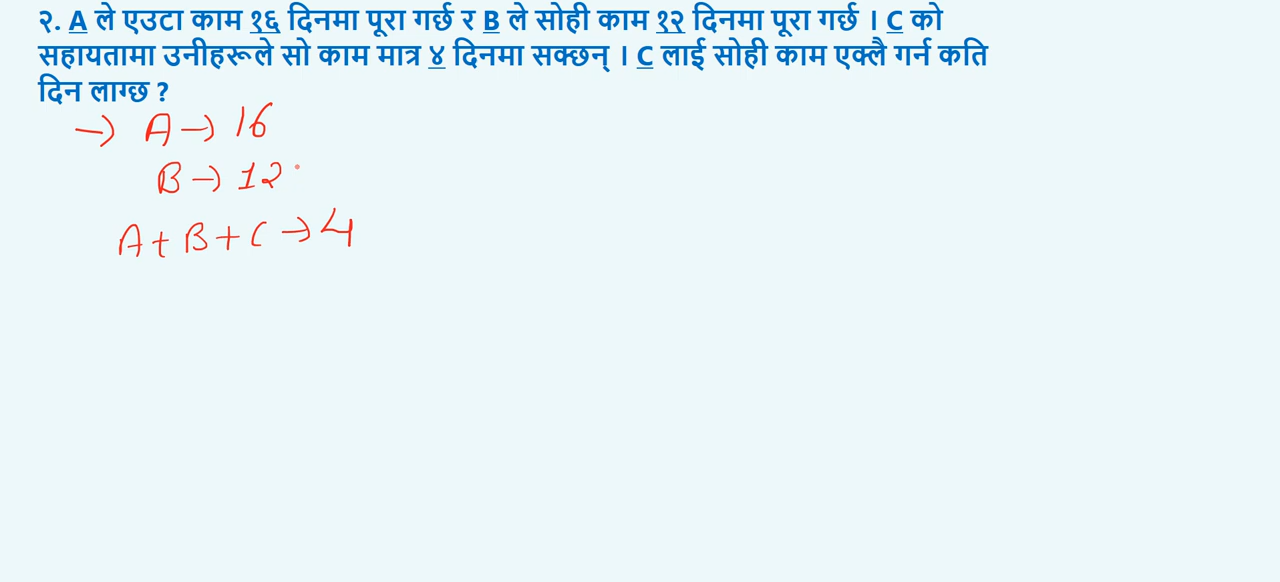 २. A ले एउटा काम १६ दिनमा पूरा गर्छ र B ले सोही काम १२ दिनमा पूरा गर्छ । C को
सहायतामा उनीहरूले सो काम मात्र ४ दिनमा सक्छन् । C लाई सोही काम एक्लै गर्न कति
दिन लाग्छ ?
→ A → 16
B → 12
A + B + C → 4